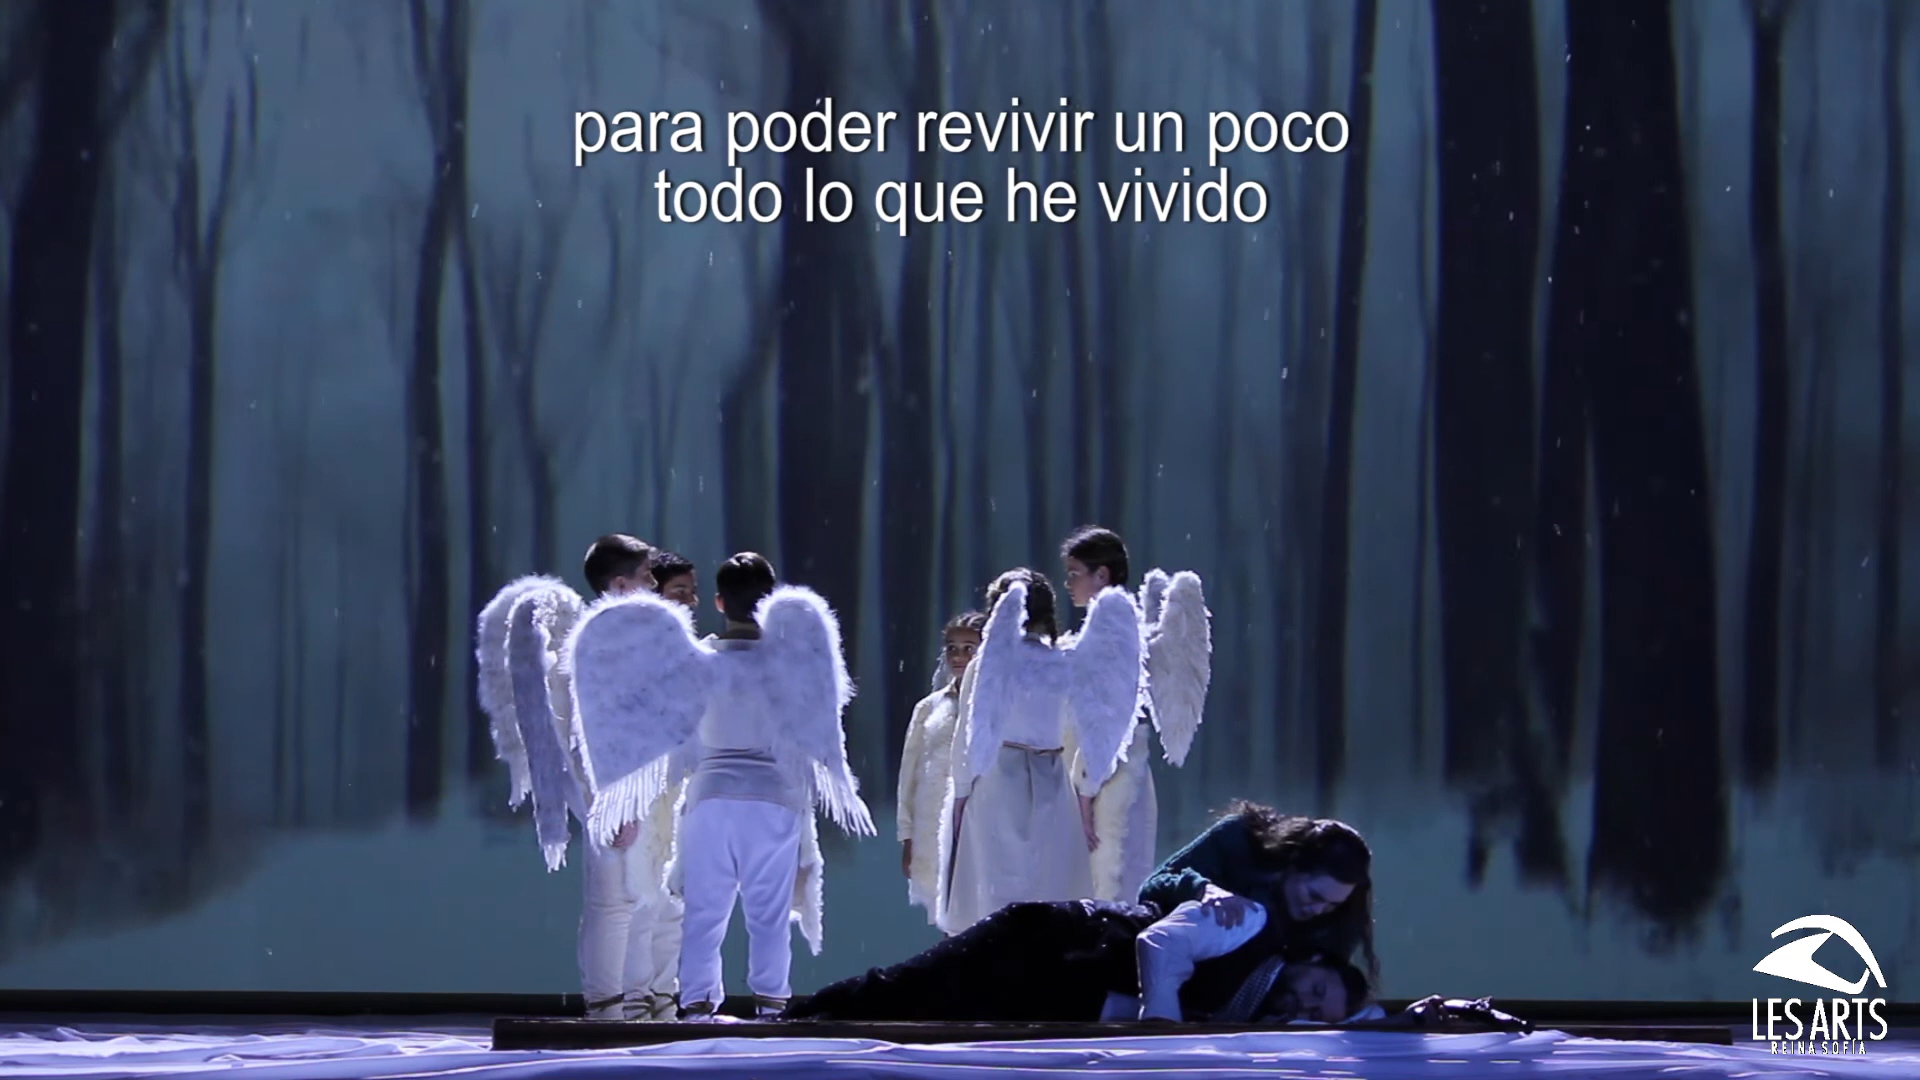 para poder revivir un poco
todo lo que he vivido
LES ARTS
REINA SOFÍA